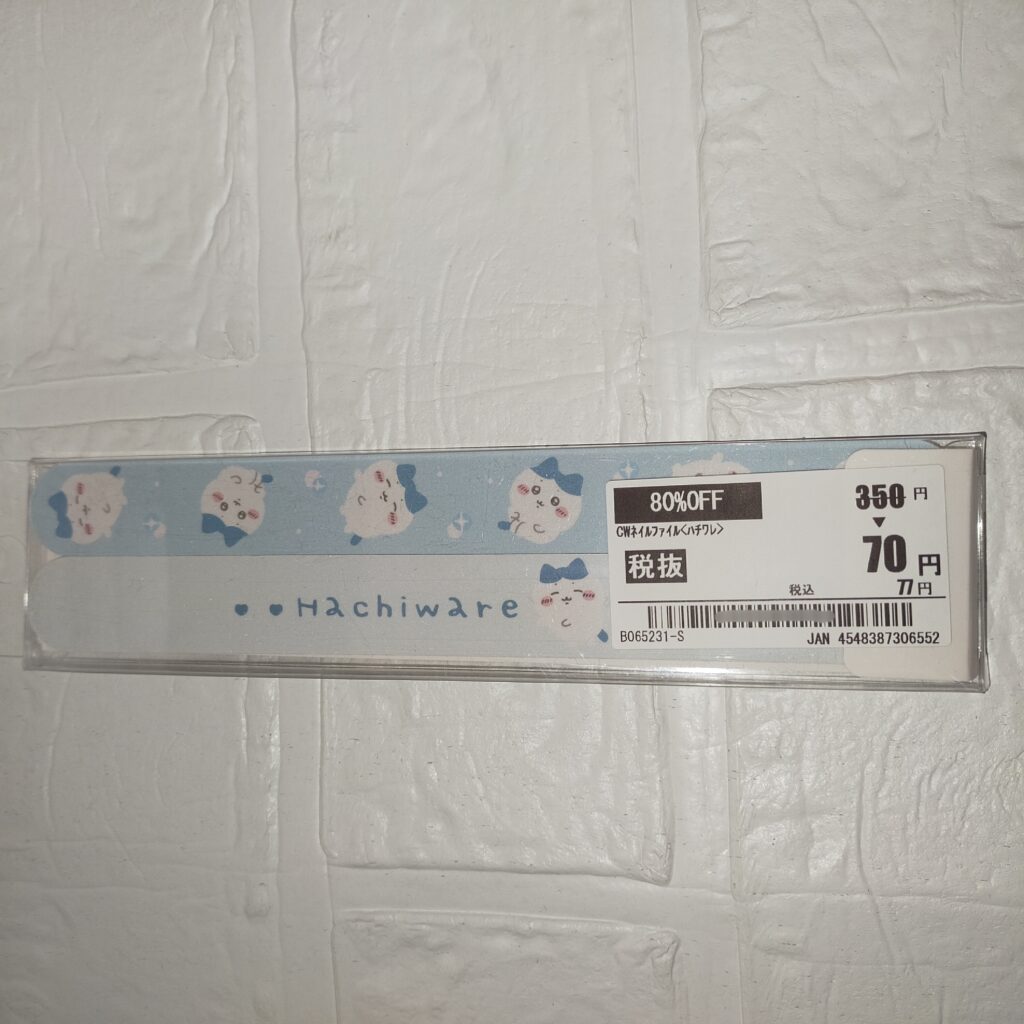 Hachiware
80%OFF
350円
CWネイルファイル<ハチワレ>
▼
税抜
70円
税込
77円
B065231-S
JAN 4548387306552